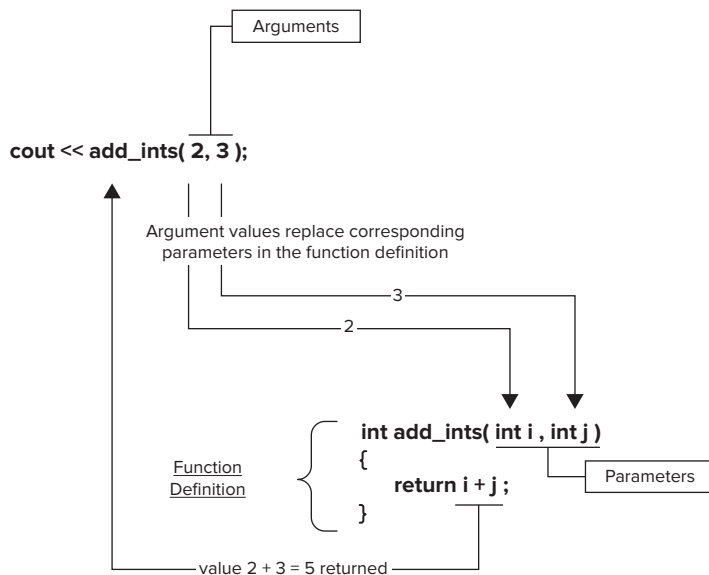 Arguments
cout << add_ints( 2, 3 );
Argument values replace corresponding
parameters in the function definition
3
2
int add_ints( int i , int j )
{
Function
Definition
return i + j ;
Parameters
}
value 2 + 3 = 5 returned